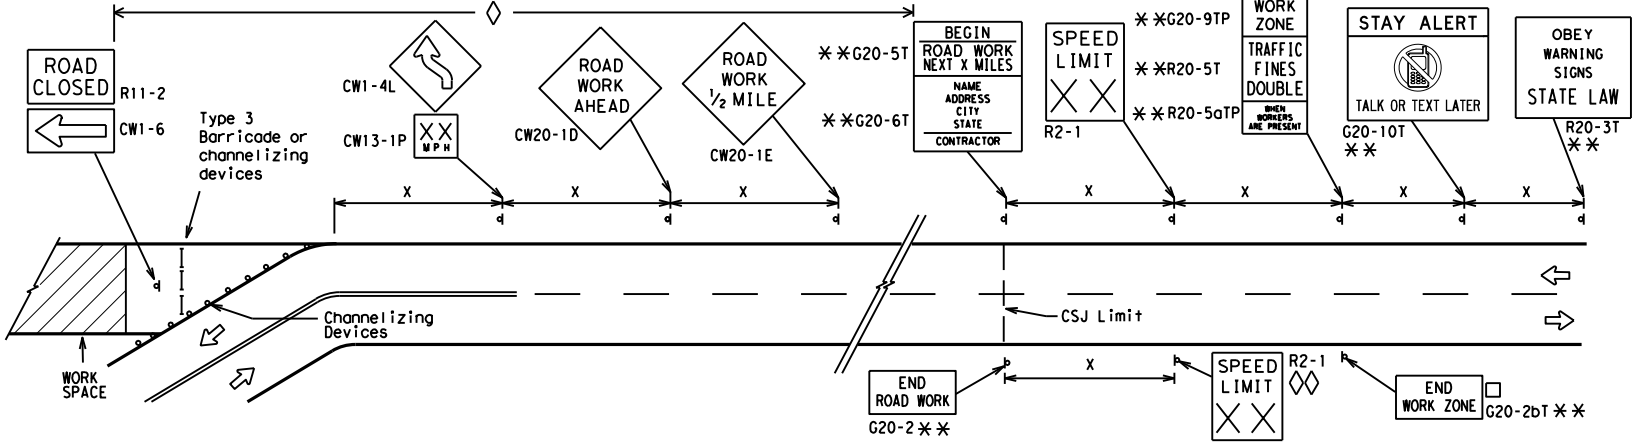 ROAD
CLOSED
R11-2
CW1-6
Type 3
Barricade or
channelizing
devices
CW1-4L
XX
MPH
CW13-1P
ROAD
WORK
AHEAD
CW20-1D
ROAD
WORK
1/2 MILE
CW20-1E
**G20-5T
**G20-6T
BEGIN
ROAD WORK
NEXT X MILES
NAME
ADDRESS
CITY
STATE
CONTRACTOR
SPEED
LIMIT
XX
R2-1
**G20-9TP
**R20-5T
**R20-5aTP
WORK
ZONE
TRAFFIC
FINES
DOUBLE
WHEN
WORKERS
ARE PRESENT
STAY ALERT
TALK OR TEXT LATER
G20-10T
**
OBEY
WARNING
SIGNS
STATE LAW
R20-3T
**
X
X
X
X
X
X
X
Channelizing
Devices
WORK
SPACE
CSJ Limit
END
ROAD WORK
G20-2 **
X
SPEED
LIMIT
XX
R2-1
END
WORK ZONE
G20-2bT **